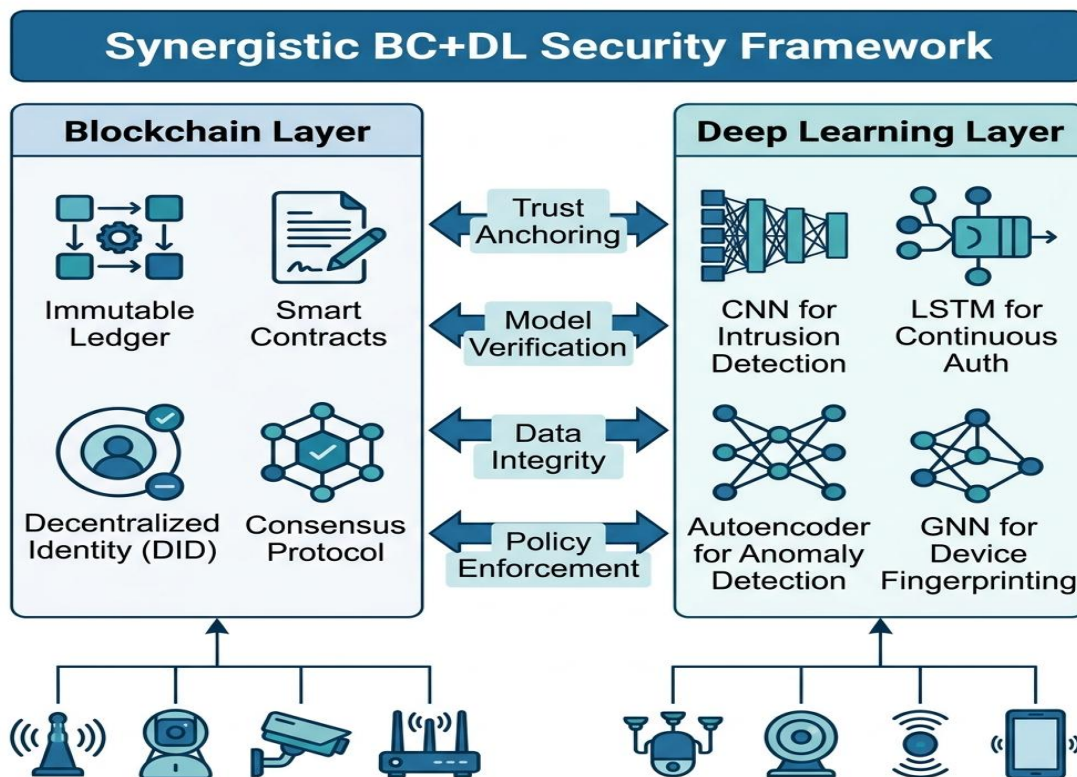 Synergistic BC+DL Security Framework
Blockchain Layer
Immutable
Ledger
Smart
Contracts
Decentralized
Identity (DID)
Consensus
Protocol
Trust
Anchoring
Model
Verification
Data
Integrity
Policy
Enforcement
Deep Learning Layer
CNN for
Intrusion
Detection
LSTM for
Continuous
Auth
Autoencoder
for Anomaly
Detection
GNN for
Device
Fingerprinting